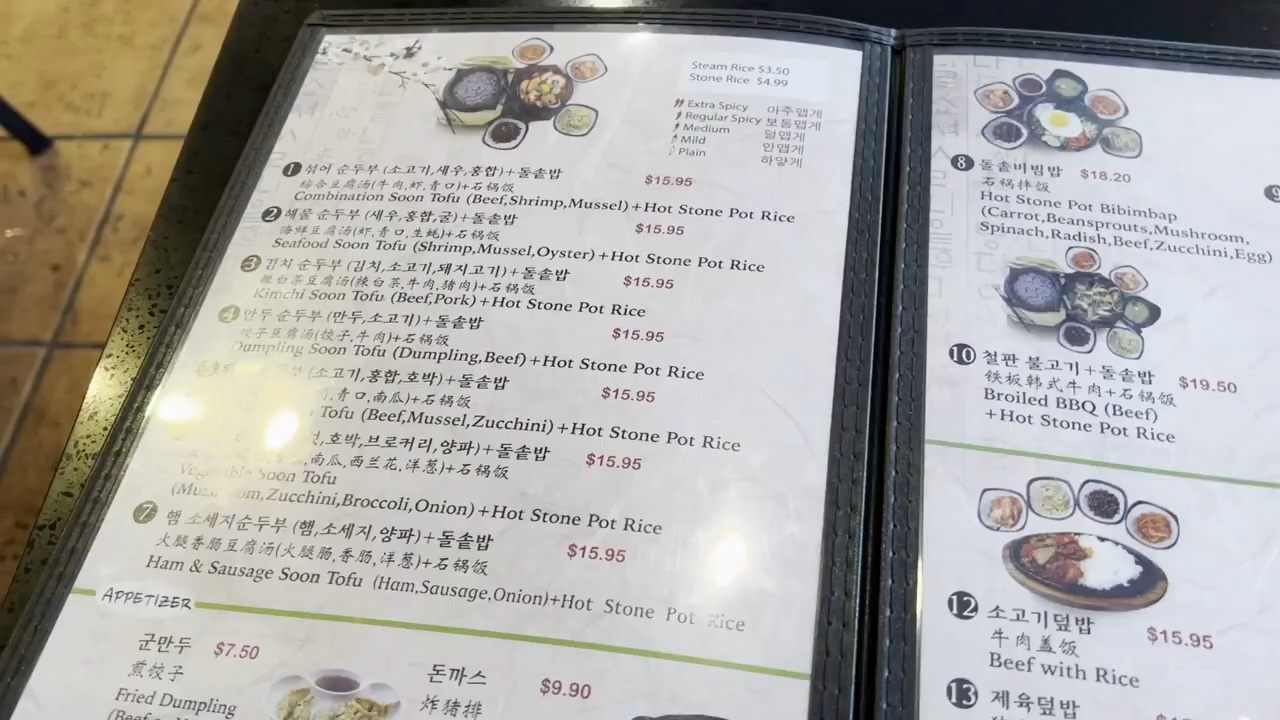 Steam Rice $3.50
Stone Rice $4.99
Extra Spicy 아주맵게
Regular Spicy 보통맵게
Medium 덜맵게
Mild 안맵게
Plain 하얗게
1 섞어 순두부 (소고기,새우,홍합)+돌솥밥 $15.95
综合豆腐汤(牛肉,虾,青口)+石锅饭
Combination Soon Tofu (Beef,Shrimp,Mussel)+Hot Stone Pot Rice
2 해물 순두부 (새우,홍합,굴)+돌솥밥 $15.95
海鲜豆腐汤(虾,青口,生蚝)+石锅饭
Seafood Soon Tofu (Shrimp,Mussel,Oyster)+Hot Stone Pot Rice
3 김치 순두부 (김치,소고기,돼지고기)+돌솥밥 $15.95
辣白菜豆腐汤(辣白菜,牛肉,猪肉)+石锅饭
Kimchi Soon Tofu (Beef,Pork)+Hot Stone Pot Rice
4 만두 순두부 (만두,소고기)+돌솥밥 $15.95
饺子豆腐汤(饺子,牛肉)+石锅饭
Dumpling Soon Tofu (Dumpling,Beef)+Hot Stone Pot Rice
(소고기,홍합,호박)+돌솥밥 $15.95
青口,南瓜)+石锅饭
Tofu (Beef,Mussel,Zucchini)+Hot Stone Pot Rice
호박,브로커리,양파)+돌솥밥 $15.95
南瓜,西兰花,洋葱)+石锅饭
Vegetable Soon Tofu
Zucchini,Broccoli,Onion)+Hot Stone Pot Rice
7 햄 소세지순두부 (햄,소세지,양파)+돌솥밥 $15.95
火腿香肠豆腐汤(火腿肠,香肠,洋葱)+石锅饭
Ham & Sausage Soon Tofu (Ham,Sausage,Onion)+Hot Stone Pot Rice
APPETIZER
군만두 $7.50
煎饺子
Fried Dumpling
돈까스 $9.90
炸猪排
8 돌솥비빔밥 $18.20
石锅拌饭
Hot Stone Pot Bibimbap
(Carrot,Beansprouts,Mushroom,
Spinach,Radish,Beef,Zucchini,Egg)
10 철판 불고기+돌솥밥 $19.50
铁板韩式牛肉+石锅饭
Broiled BBQ (Beef)
+Hot Stone Pot Rice
12 소고기덮밥 $15.95
牛肉盖饭
Beef with Rice
13 제육덮밥